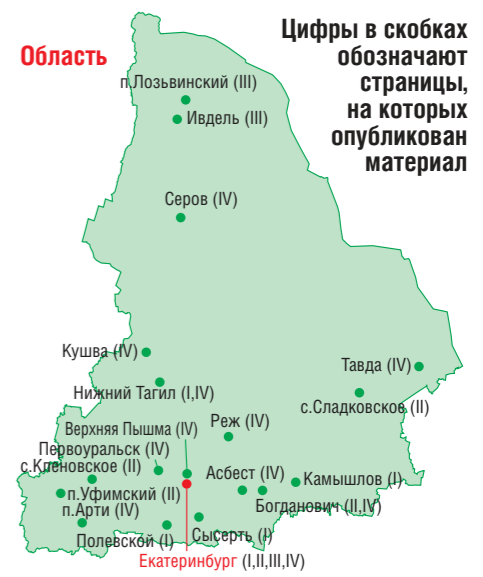 Область
Цифры в скобках
обозначают
страницы,
на которых
опубликован
материал
п.Лозьвинский (III)
Ивдель (III)
Серов (IV)
Кушва (IV)
Тавда (IV)
Нижний Тагил (I,IV)
с.Сладковское (II)
Реж (IV)
Верхняя Пышма (IV)
Первоуральск (IV)
с.Кленовское (II)
Асбест (IV)
Камышлов (I)
п.Уфимский (II)
Богданович (II,IV)
п.Арти (IV)
Полевской (I)
Сысерть (I)
Екатеринбург (I,II,III,IV)